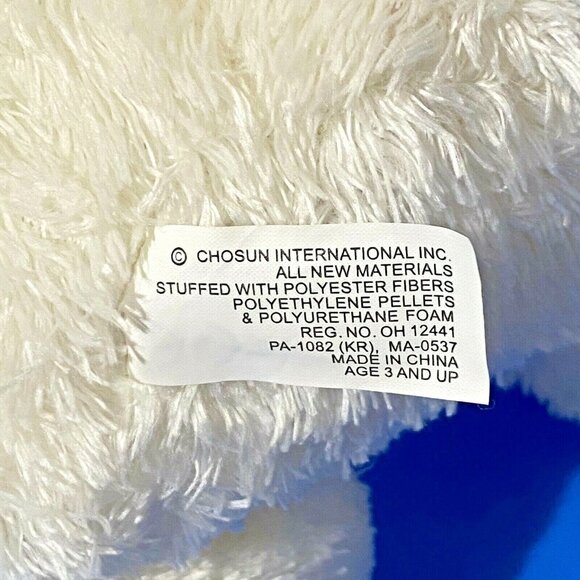 © CHOSUN INTERNATIONAL INC.
ALL NEW MATERIALS
STUFFED WITH POLYESTER FIBERS
POLYETHYLENE PELLETS
& POLYURETHANE FOAM
REG. NO. OH 12441
PA-1082 (KR), MA-0537
MADE IN CHINA
AGE 3 AND UP